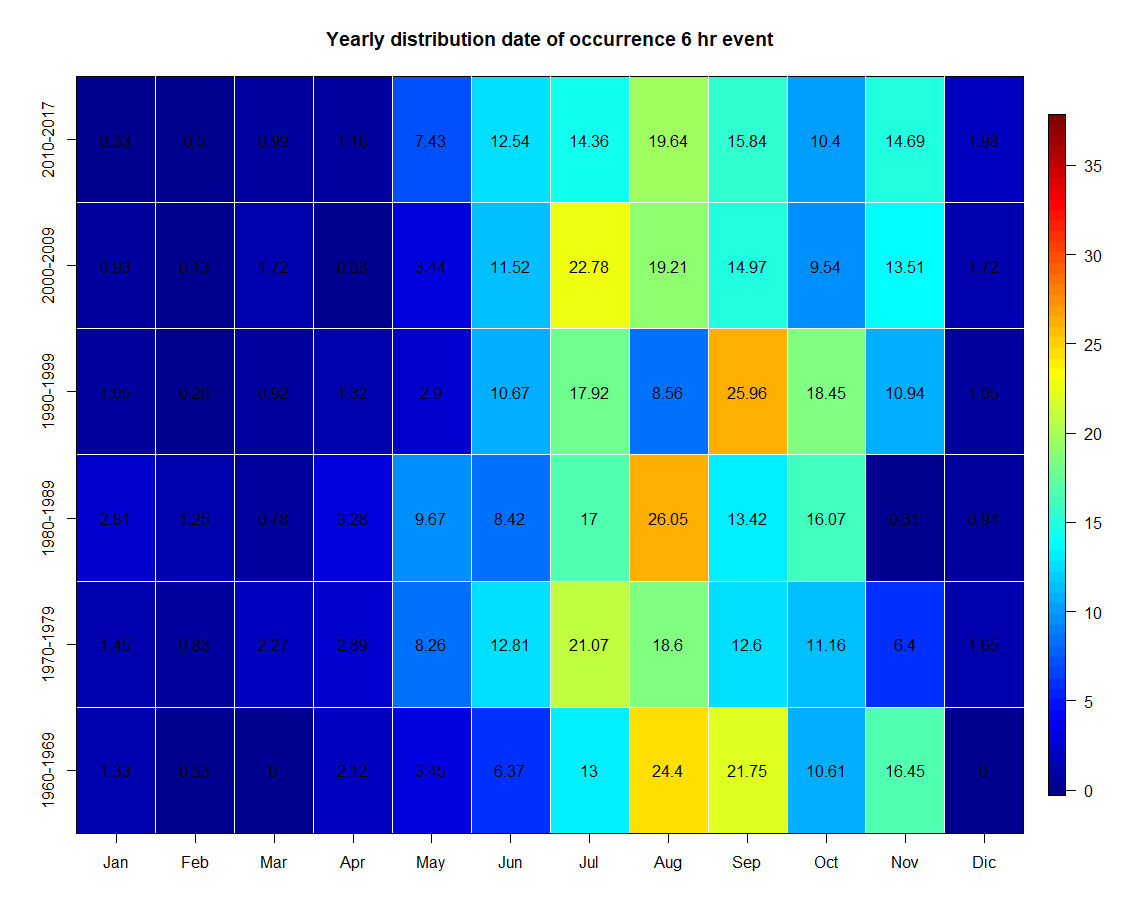 Yearly distribution date of occurrence 6 hr event
2010-2017 0.33 0.5 0.99 1.16 7.43 12.54 14.36 19.64 15.84 10.4 14.69 1.98
2000-2009 0.93 0.13 1.72 0.53 3.44 11.52 22.78 19.21 14.97 9.54 13.51 1.72
1990-1999 1.05 0.26 0.92 1.32 2.9 10.67 17.92 8.56 25.96 18.45 10.94 1.05
1980-1989 2.81 1.25 0.78 3.28 9.67 8.42 17 26.05 13.42 16.07 0.31 0.94
1970-1979 1.45 0.83 2.27 2.89 8.26 12.81 21.07 18.6 12.6 11.16 6.4 1.65
1960-1969 1.33 0.53 0 2.12 3.45 6.37 13 24.4 21.75 10.61 16.45 0
Jan Feb Mar Apr May Jun Jul Aug Sep Oct Nov Dic
35
30
25
20
15
10
5
0